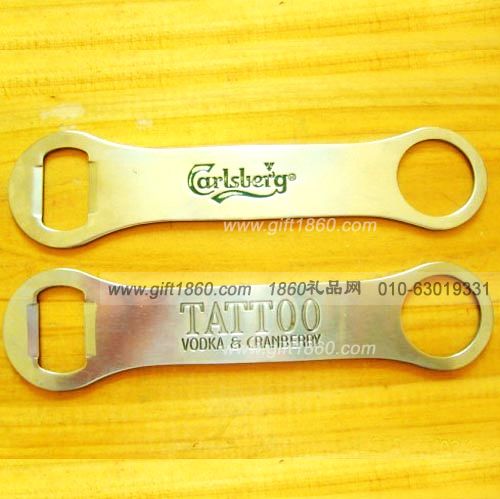 Carlsberg®
www.gift1860.com
www.gift1860.com 1860礼品网 010-63019331
TATTOO
VODKA & CRANBERRY
www.gift1860.com